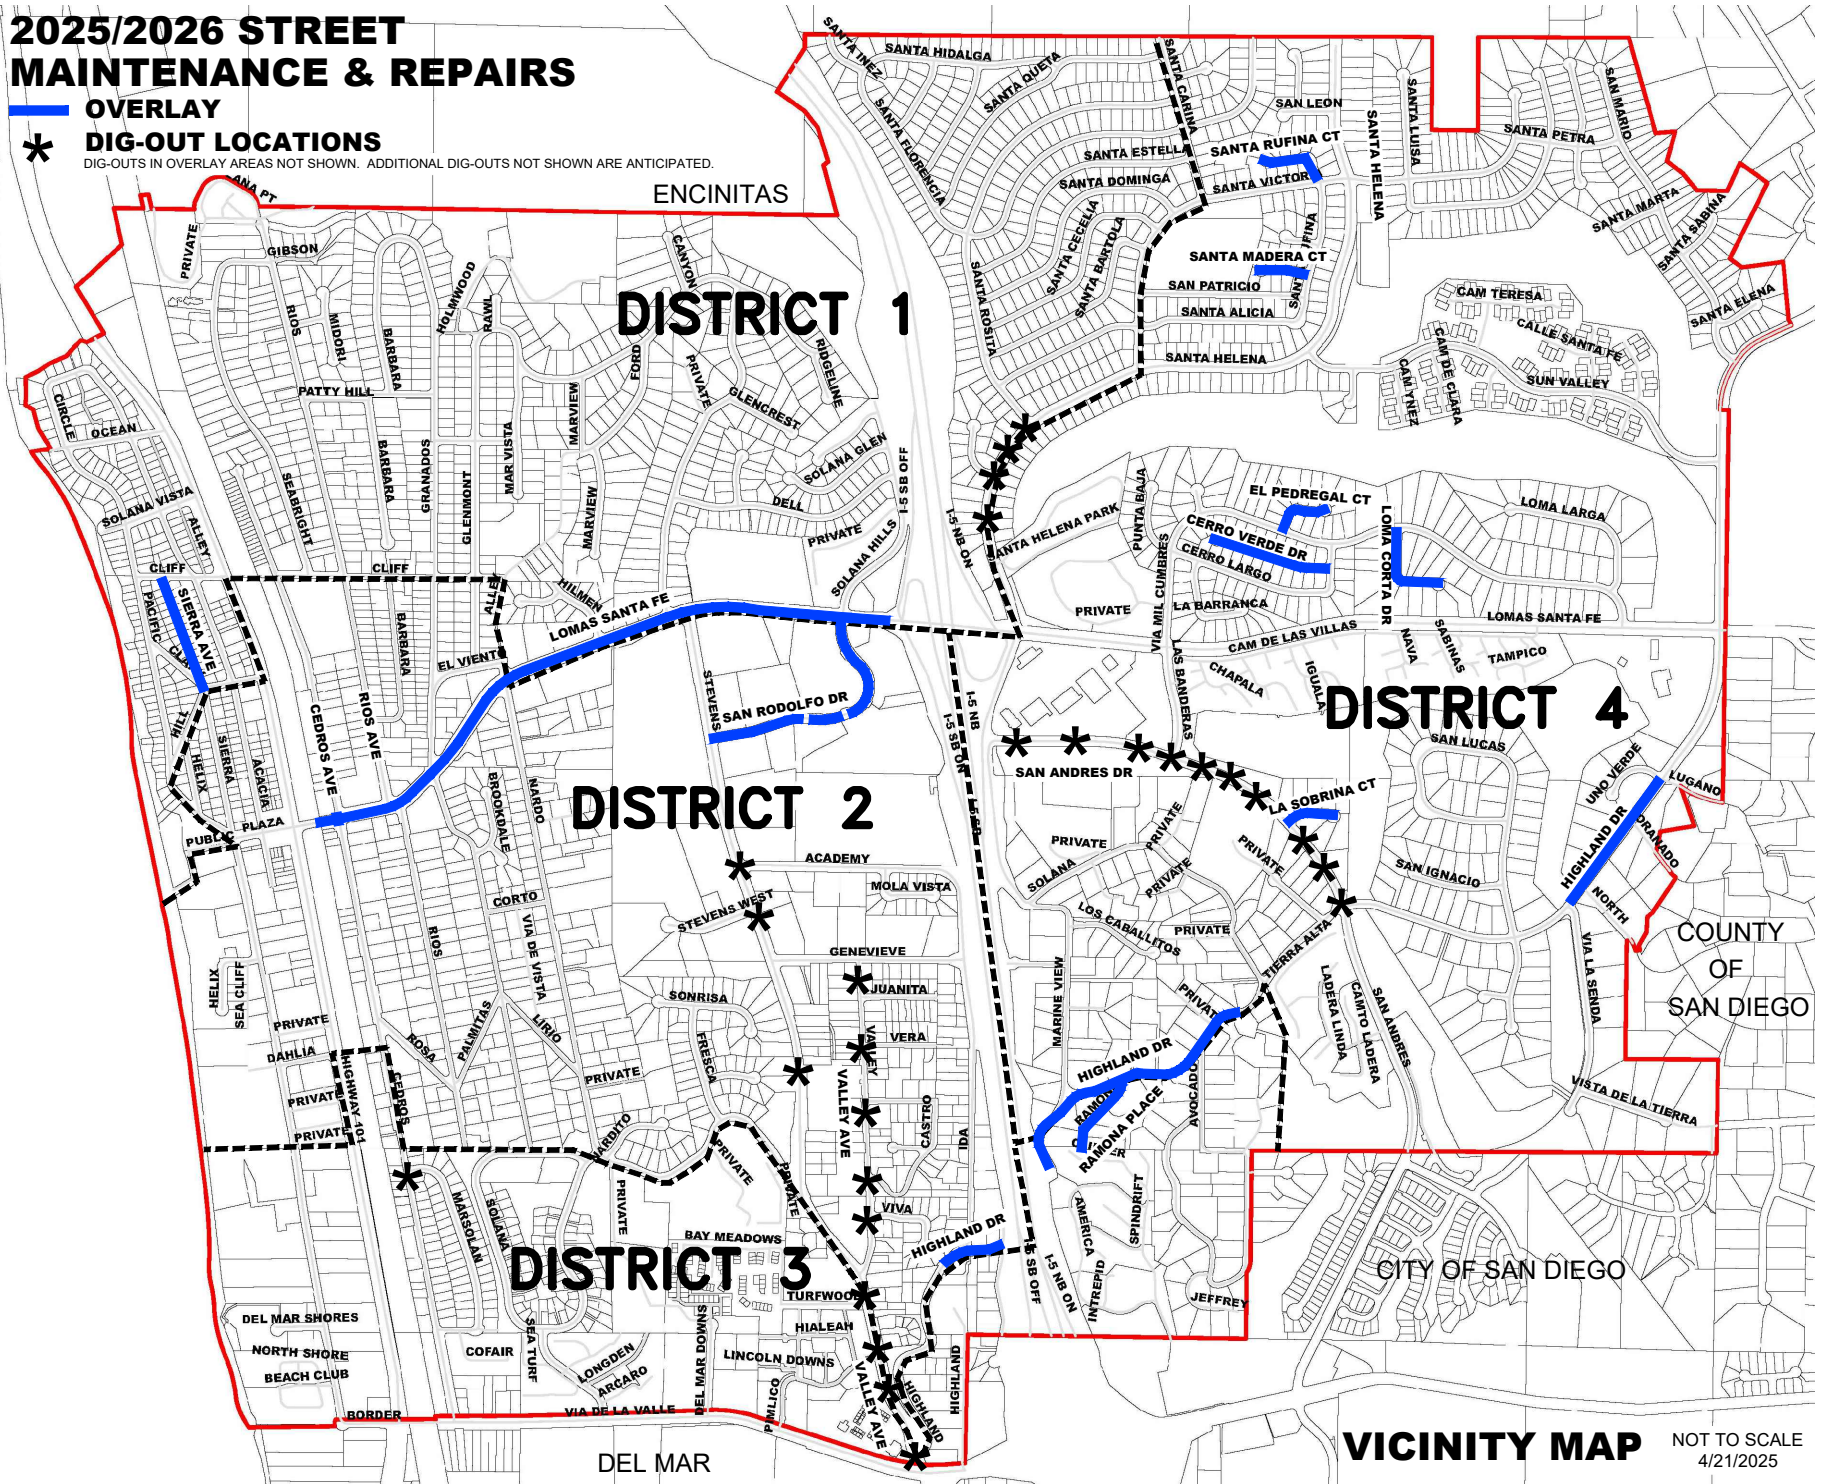 2025/2026 STREET
MAINTENANCE & REPAIRS
OVERLAY
* DIG-OUT LOCATIONS
DIG-OUTS IN OVERLAY AREAS NOT SHOWN. ADDITIONAL DIG-OUTS NOT SHOWN ARE ANTICIPATED.
ENCINITAS
SANTA INEZ
SANTA HIDALGA
SANTA QUETA
SANTA CARINA
SANTA FLORENCIA
SAN LEON
SANTA RUFINA CT
SANTA ESTELLA
SANTA VICTORIA
SANTA DOMINGA
SANTA HELENA
SANTA LUISA
SAN MARIO
SANTA PETRA
SANTA MARTA
SANTA SABINA
SANTA ELENA
SANTA CECELIA
SANTA BARTOLA
SANTA MADERA CT
SAN PATRICIO
SANTA ALICIA
SANTA HELENA
SANTA ROSITA
CAM TERESA
CALLE SANTA FE
CAM DE CLARA
CAM YNEZ
SUN VALLEY
PRIVATE
GIBSON
RIOS
MIDORI
BARBARA
HOLMWOOD
RAWL
CANYON
DISTRICT 1
FORD
PRIVATE
RIDGELINE
GLENCREST
PATTY HILL
MARVIEW
CIRCLE
OCEAN
BARBARA
GRANADOS
GLENMONT
MAR VISTA
MARVIEW
SOLANA GLEN
I-5 SB OFF
DELL
PRIVATE
SOLANA HILLS
SOLANA VISTA
ALLEY
SEABRIGHT
CLIFF
CLIFF
ALLEY
HILMEN
LOMAS SANTA FE
I-5 NB ON
SANTA HELENA PARK
PUNTA BAJA
EL PEDREGAL CT
CERRO VERDE DR
CERRO LARGO
LOMA CORTA DR
LOMA LARGA
VIA MIL CUMBRES
PRIVATE
LA BARRANCA
LOMAS SANTA FE
CAM DE LAS VILLAS
NAVA
SABINAS
TAMPICO
CHAPALA
IGUALA
LAS BANDERAS
PACIFIC
SIERRA AVE
BARBARA
EL VIENTO
STEVENS
SAN RODOLFO DR
I-5 SB ON
I-5 NB
DISTRICT 4
HILL
HELIX
SIERRA
ACACIA
CEDROS AVE
RIOS AVE
BROOKDALE
NARDO
PUBLIC
PLAZA
DISTRICT 2
SAN ANDRES DR
LA SOBRINA CT
SAN LUCAS
UNO VERDE
LUGANO
HIGHLAND DR
NORTH
SAN IGNACIO
ACADEMY
MOLA VISTA
STEVENS WEST
GENEVIEVE
JUANITA
VERA
PRIVATE
PRIVATE
SOLANA
PRIVATE
PRIVATE
LOS CABALLITOS
PRIVATE
TIERRA ALTA
CORTO
VIA DE VISTA
RIOS
HELIX
SEA CLIFF
PRIVATE
DAHLIA
PRIVATE
PRIVATE
HIGHWAY 101
CEDROS
ROSA
PALMITAS
LIRIO
PRIVATE
SONRISA
FRESCA
VALLEY
VALLEY AVE
CASTRO
IDA
MARINE VIEW
HIGHLAND DR
RAMONA PLACE
AVOCADO
LADERA LINDA
CAMTO LADERA
SAN ANDRES
VIA LA SENDA
VISTA DE LA TIERRA
COUNTY
OF
SAN DIEGO
NARDITO
PRIVATE
PRIVATE
PRIVATE
MARSOLAN
SOLANA
DISTRICT 3
BAY MEADOWS
VIVA
HIGHLAND DR
I-5 SB OFF
I-5 NB ON
AMERICA
SPINDRIFT
INTREPID
JEFFREY
CITY OF SAN DIEGO
DEL MAR SHORES
NORTH SHORE
BEACH CLUB
BORDER
COFAIR
SEA TURF
LONGDEN
ARCARO
DEL MAR DOWNS
TURFWOOD
HIALEAH
LINCOLN DOWNS
PIMLICO
VALLEY AVE
HIGHLAND
HIGHLAND
VIA DE LA VALLE
DEL MAR
VICINITY MAP
NOT TO SCALE
4/21/2025